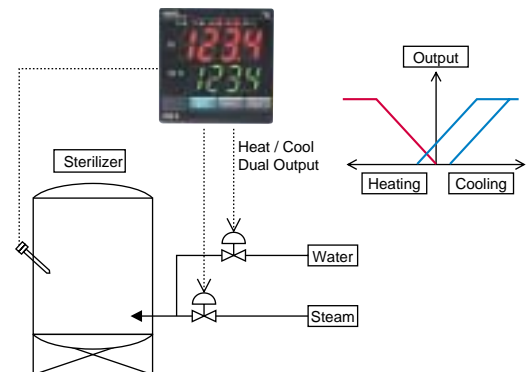 1234
1234
Output
Heat / Cool
Dual Output
Sterilizer
Heating
Cooling
Water
Steam